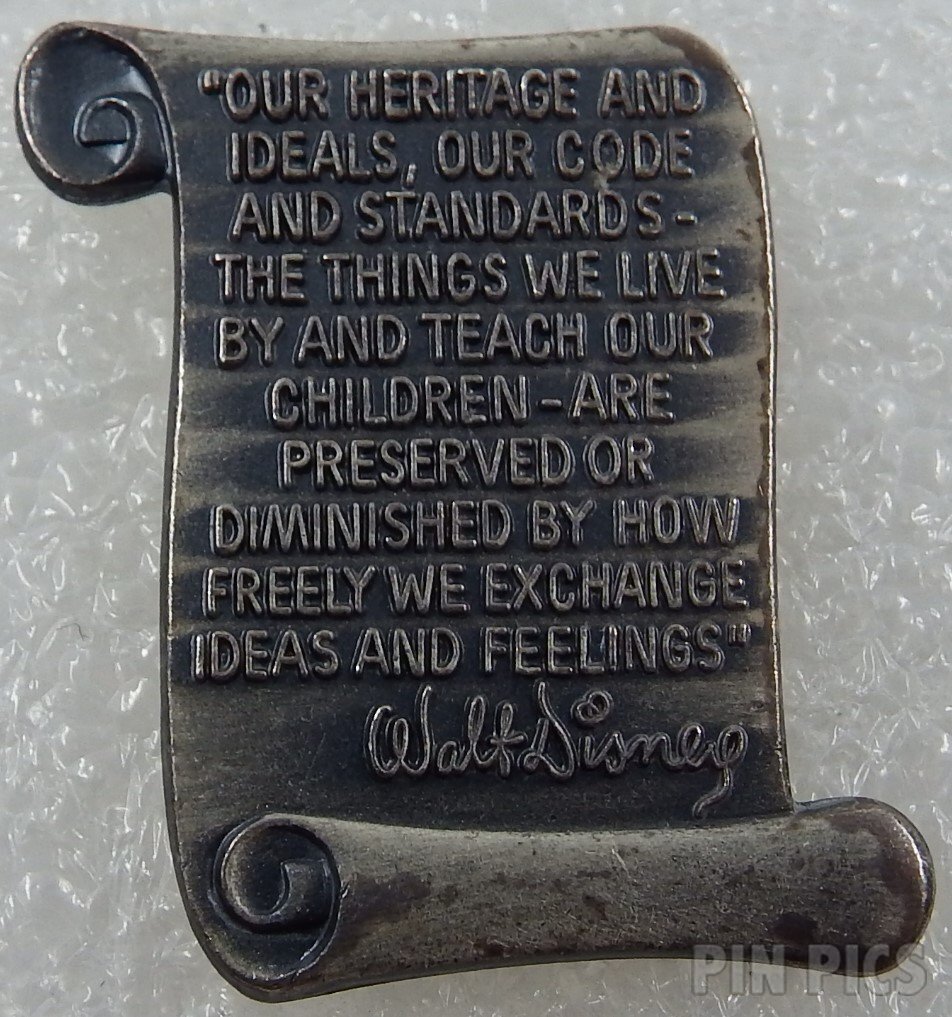 "OUR HERITAGE AND
IDEALS, OUR CODE
AND STANDARDS -
THE THINGS WE LIVE
BY AND TEACH OUR
CHILDREN - ARE
PRESERVED OR
DIMINISHED BY HOW
FREELY WE EXCHANGE
IDEAS AND FEELINGS"
Walt Disney
PIN PICS